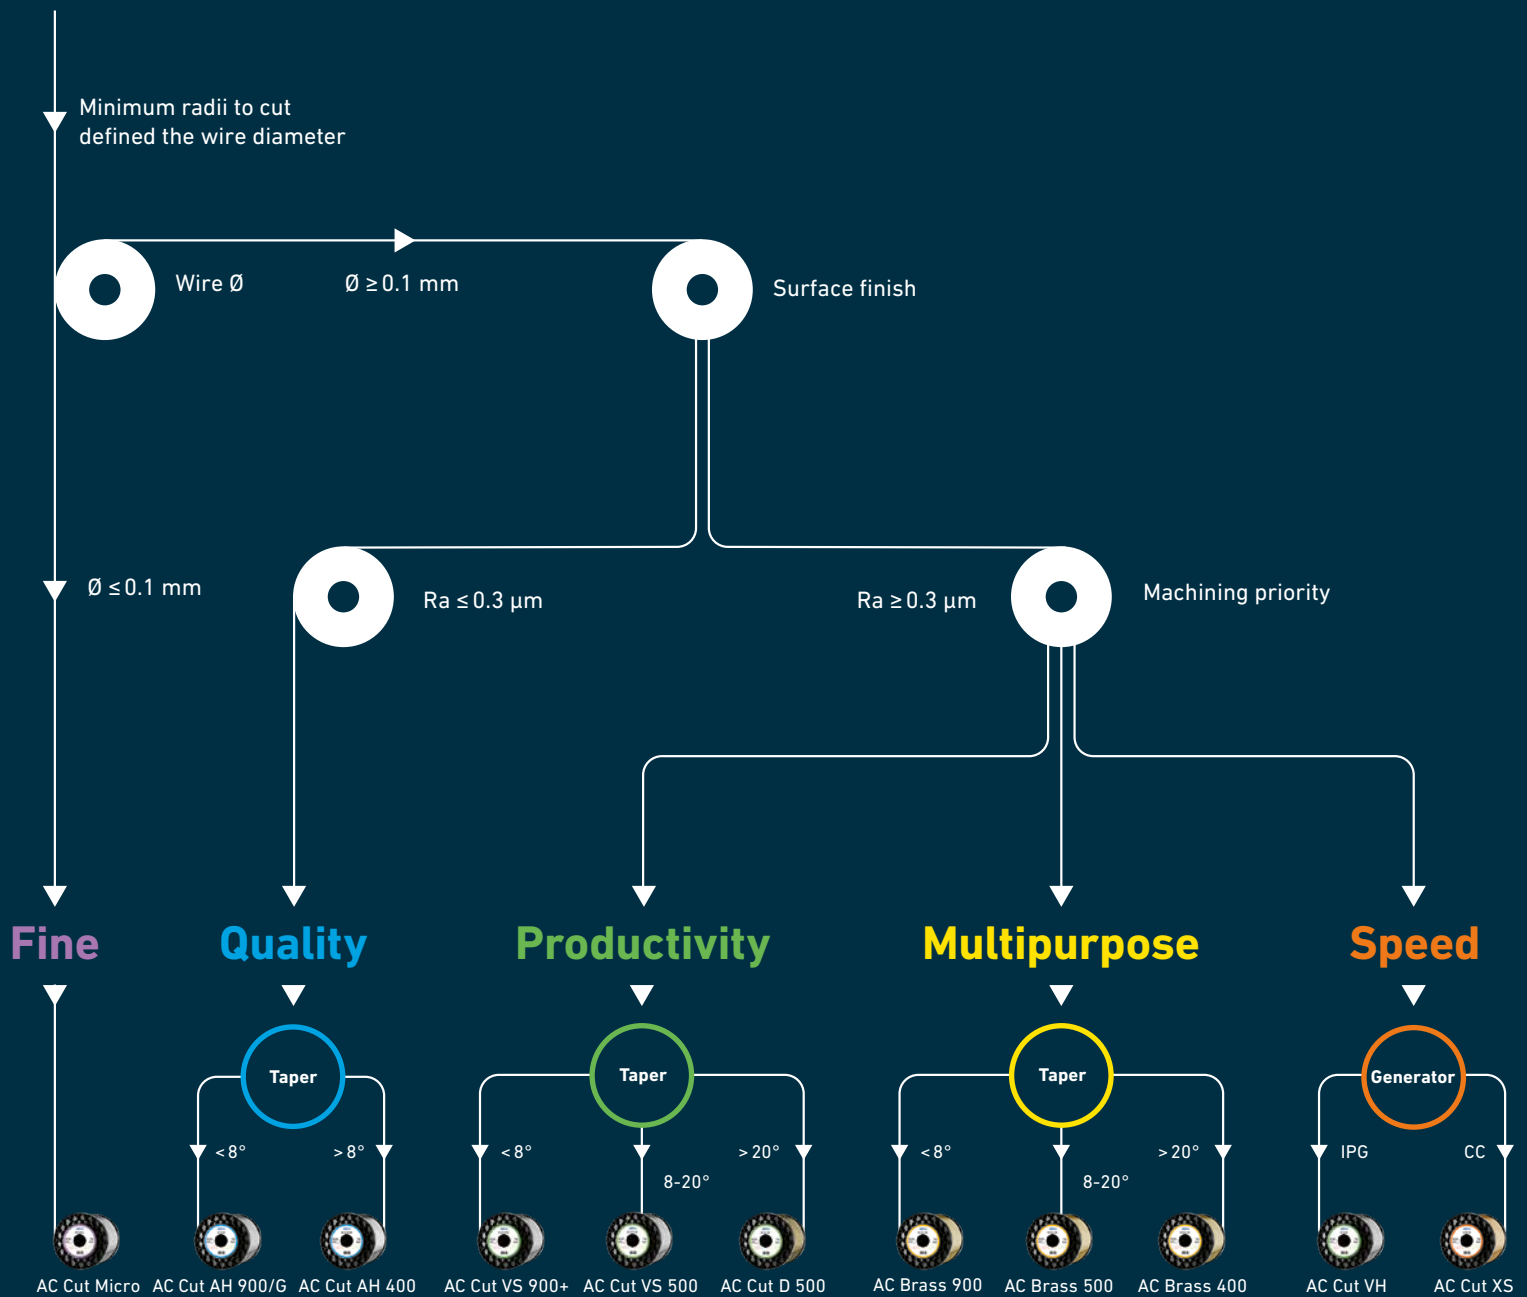 Minimum radii to cut
defined the wire diameter
Wire Ø
Ø ≥ 0.1 mm
Surface finish
Ø ≤ 0.1 mm
Ra ≤ 0.3 µm
Ra ≥ 0.3 µm
Machining priority
Fine
Quality
Productivity
Multipurpose
Speed
Taper
Taper
Taper
Generator
< 8°
> 8°
< 8°
8-20°
> 20°
< 8°
8-20°
> 20°
IPG
CC
AC Cut Micro
AC Cut AH 900/G
AC Cut AH 400
AC Cut VS 900+
AC Cut VS 500
AC Cut D 500
AC Brass 900
AC Brass 500
AC Brass 400
AC Cut VH
AC Cut XS